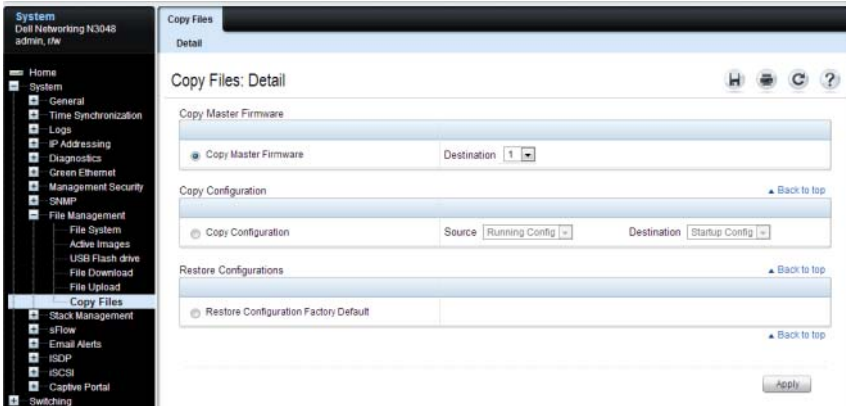 System
Dell Networking N3048
admin, r/w
Home
System
General
Time Synchronization
Logs
IP Addressing
Diagnostics
Green Ethernet
Management Security
SNMP
File Management
File System
Active Images
USB Flash drive
File Download
File Upload
Copy Files
Stack Management
sFlow
Email Alerts
ISDP
iSCSI
Captive Portal
Switching
Copy Files
Detail
Copy Files: Detail
Copy Master Firmware
Copy Master Firmware Destination 1
Copy Configuration Back to top
Copy Configuration Source Running Config Destination Startup Config
Restore Configurations Back to top
Restore Configuration Factory Default
Back to top
Apply